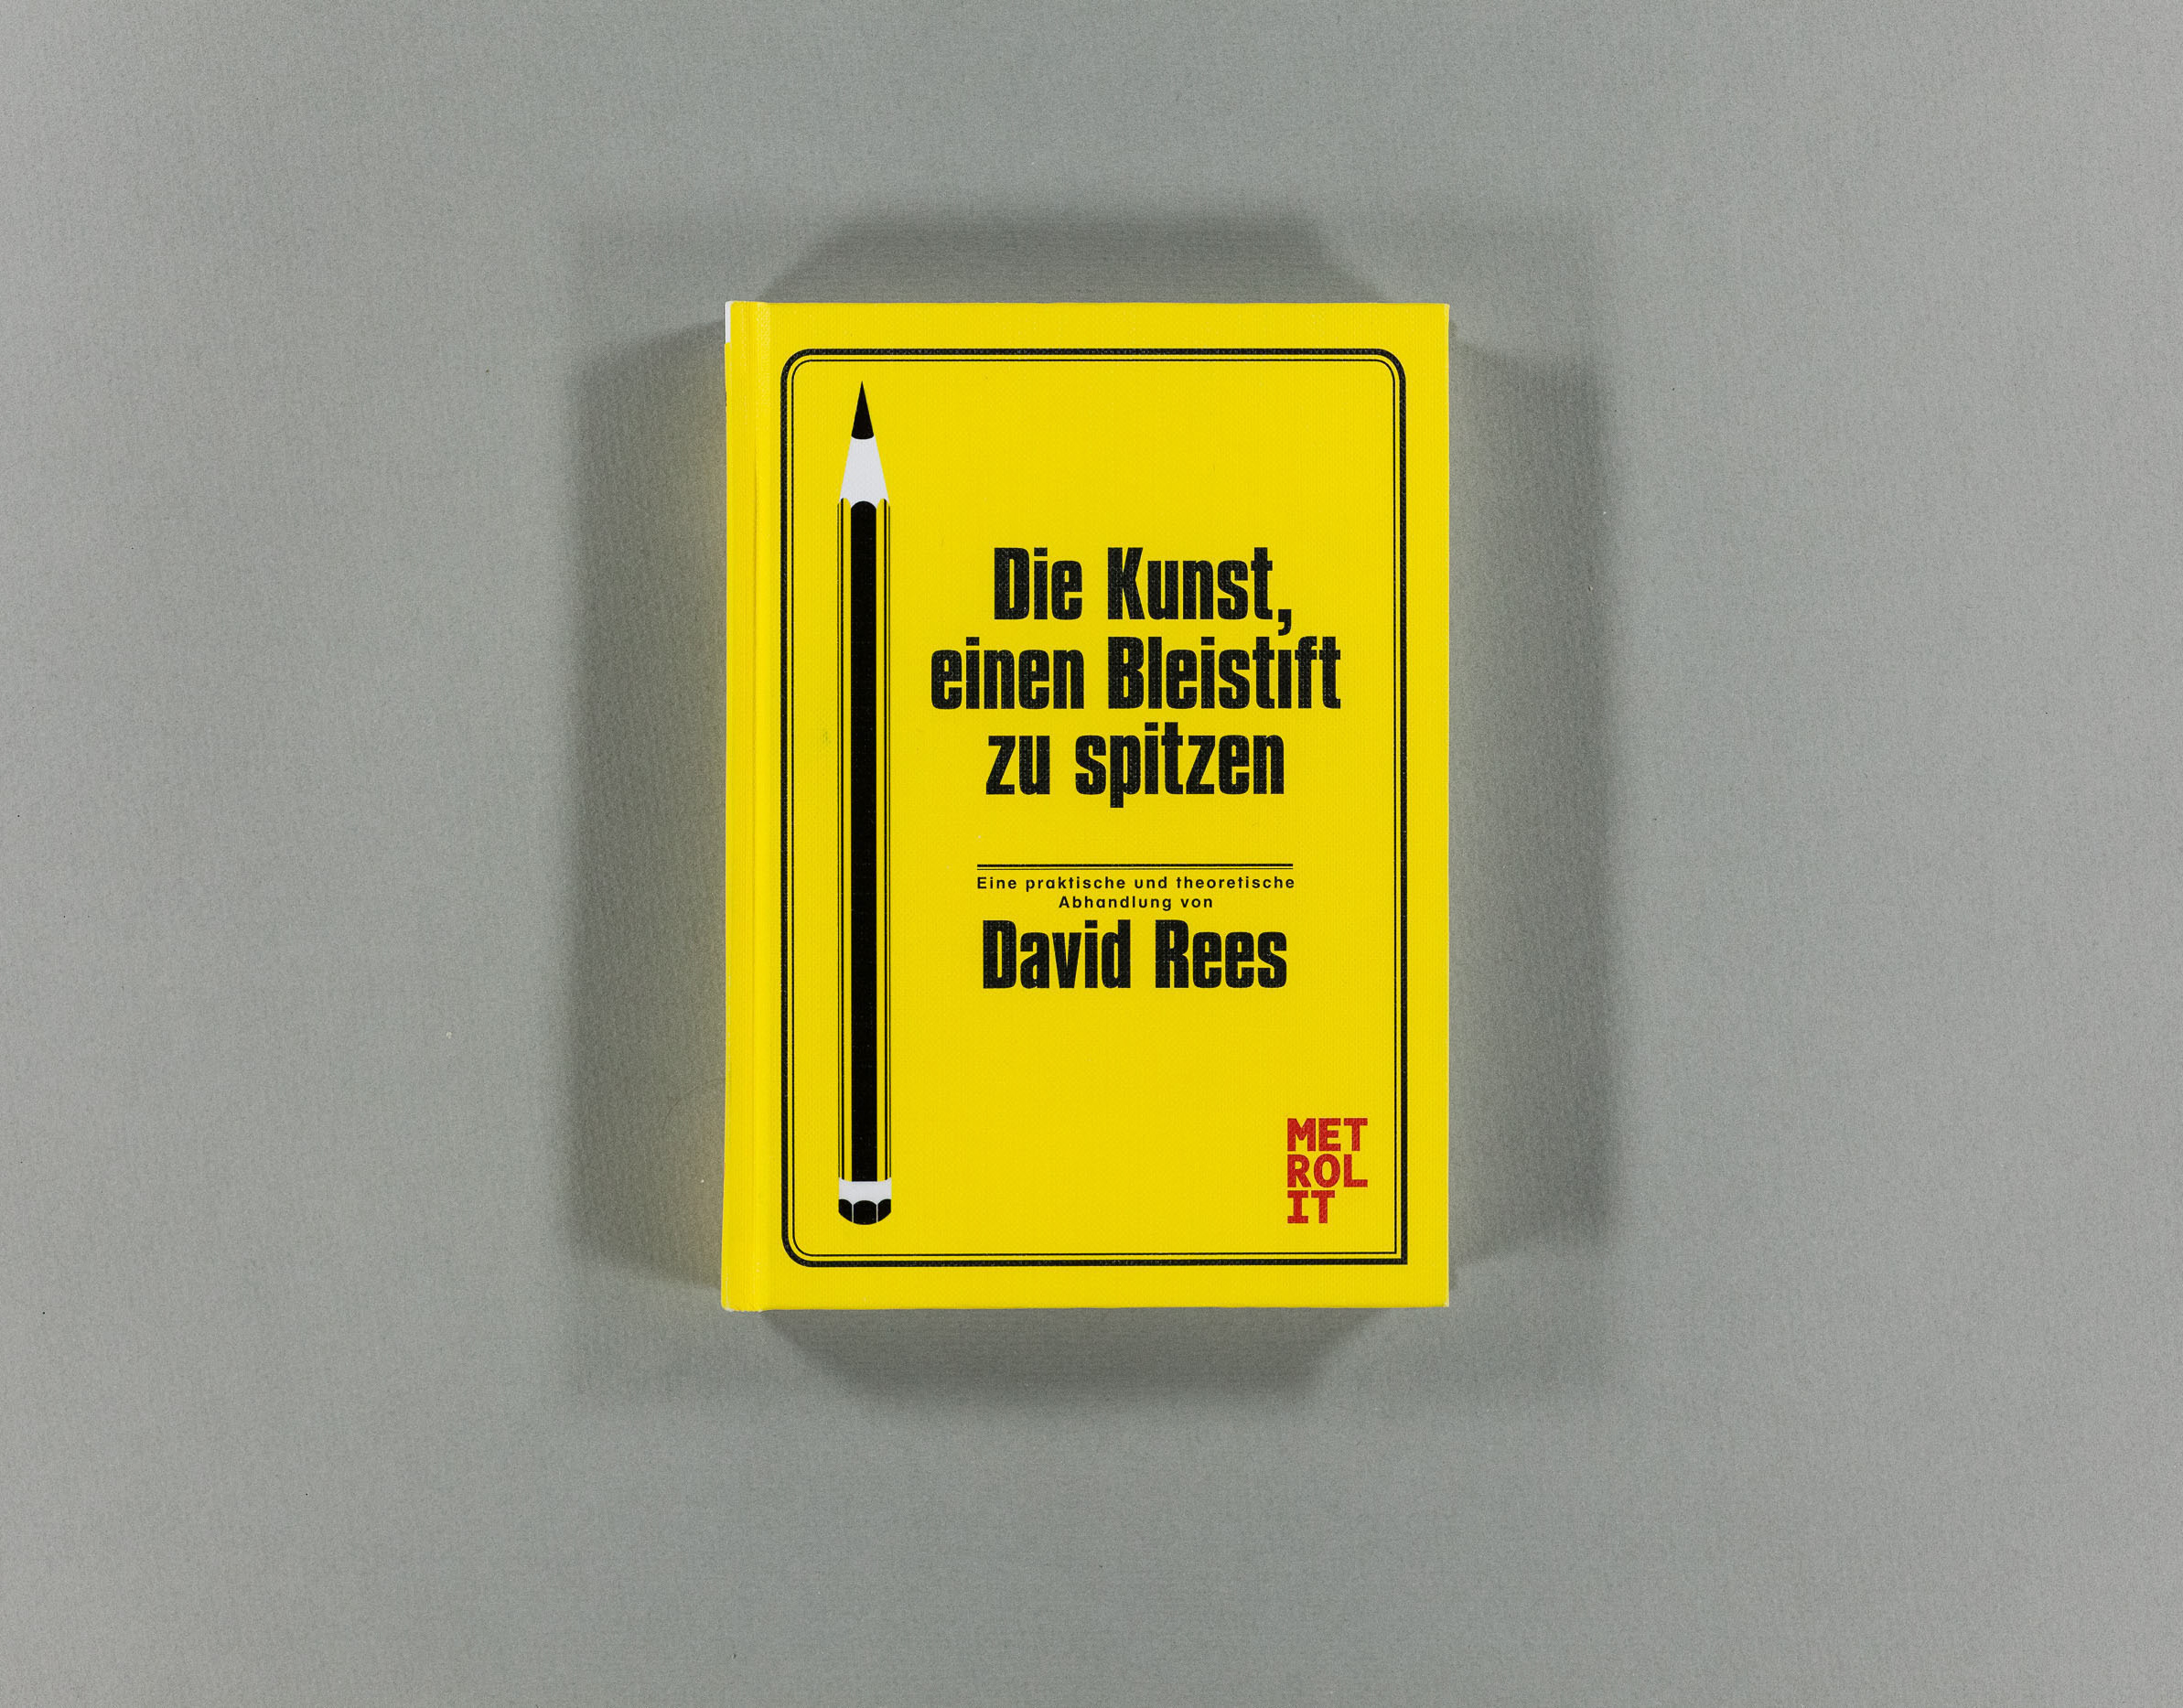 Die Kunst,
einen Bleistift
zu spitzen
Eine praktische und theoretische
Abhandlung von
David Rees
MET
ROL
IT